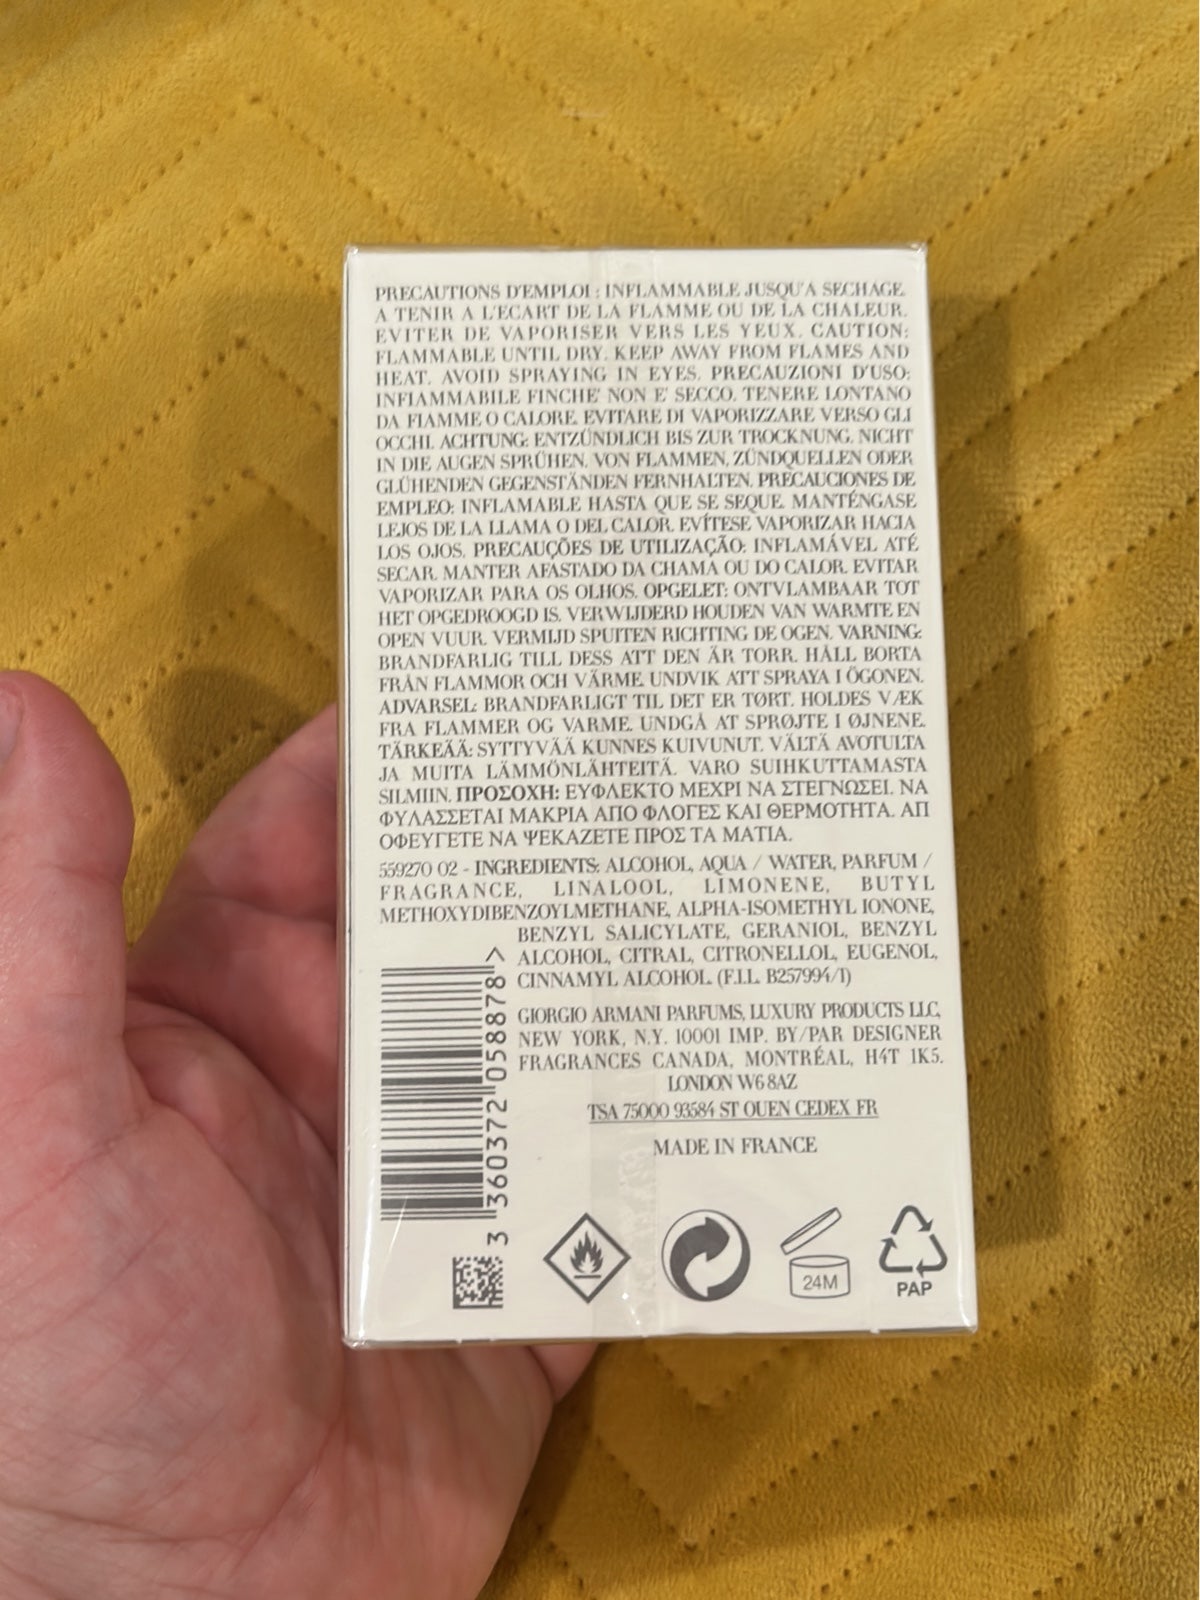 PRECAUTIONS D'EMPLOI : INFLAMMABLE JUSQU'A SECHAGE.
A TENIR A L'ECART DE LA FLAMME OU DE LA CHALEUR.
EVITER DE VAPORISER VERS LES YEUX. CAUTION:
FLAMMABLE UNTIL DRY. KEEP AWAY FROM FLAMES AND
HEAT. AVOID SPRAYING IN EYES. PRECAUZIONI D'USO:
INFIAMMABILE FINCHE' NON E' SECCO. TENERE LONTANO
DA FIAMME O CALORE. EVITARE DI VAPORIZZARE VERSO GLI
OCCHI. ACHTUNG: ENTZÜNDLICH BIS ZUR TROCKNUNG. NICHT
IN DIE AUGEN SPRÜHEN. VON FLAMMEN, ZÜNDQUELLEN ODER
GLÜHENDEN GEGENSTÄNDEN FERNHALTEN. PRECAUCIONES DE
EMPLEO: INFLAMABLE HASTA QUE SE SEQUE. MANTÉNGASE
LEJOS DE LA LLAMA O DEL CALOR. EVÍTESE VAPORIZAR HACIA
LOS OJOS. PRECAUÇÕES DE UTILIZAÇÃO: INFLAMÁVEL ATÉ
SECAR. MANTER AFASTADO DA CHAMA OU DO CALOR. EVITAR
VAPORIZAR PARA OS OLHOS. OPGELET: ONTVLAMBAAR TOT
HET OPGEDROOGD IS. VERWIJDERD HOUDEN VAN WARMTE EN
OPEN VUUR. VERMIJD SPUITEN RICHTING DE OGEN. VARNING:
BRANDFARLIG TILL DESS ATT DEN ÄR TORR. HÅLL BORTA
FRÅN FLAMMOR OCH VÄRME. UNDVIK ATT SPRAYA I ÖGONEN.
ADVARSEL: BRANDFARLIGT TIL DET ER TØRT. HOLDES VÆK
FRA FLAMMER OG VARME. UNDGÅ AT SPRØJTE I ØJNENE.
TÄRKEÄÄ: SYTTYVÄÄ KUNNES KUIVUNUT. VÄLTÄ AVOTULTA
JA MUITA LÄMMÖNLÄHTEITÄ. VARO SUIHKUTTAMASTA
SILMIIN. ΠΡΟΣΟΧΗ: ΕΥΦΛΕΚΤΟ ΜΕΧΡΙ ΝΑ ΣΤΕΓΝΩΣΕΙ. ΝΑ
ΦΥΛΑΣΣΕΤΑΙ ΜΑΚΡΙΑ ΑΠΟ ΦΛΟΓΕΣ ΚΑΙ ΘΕΡΜΟΤΗΤΑ. ΑΠ
ΟΦΕΥΓΕΤΕ ΝΑ ΨΕΚΑΖΕΤΕ ΠΡΟΣ ΤΑ ΜΑΤΙΑ.
559270 02 - INGREDIENTS: ALCOHOL, AQUA / WATER, PARFUM /
FRAGRANCE, LINALOOL, LIMONENE, BUTYL
METHOXYDIBENZOYLMETHANE, ALPHA-ISOMETHYL IONONE,
BENZYL SALICYLATE, GERANIOL, BENZYL
ALCOHOL, CITRAL, CITRONELLOL, EUGENOL,
CINNAMYL ALCOHOL. (F.I.L. B257994/1)
GIORGIO ARMANI PARFUMS, LUXURY PRODUCTS LLC,
NEW YORK, N.Y. 10001 IMP. BY/PAR DESIGNER
FRAGRANCES CANADA, MONTRÉAL, H4T 1K5.
LONDON W6 8AZ
TSA 75000 93584 ST OUEN CEDEX FR
MADE IN FRANCE
3 360372 058878 >
24M
PAP